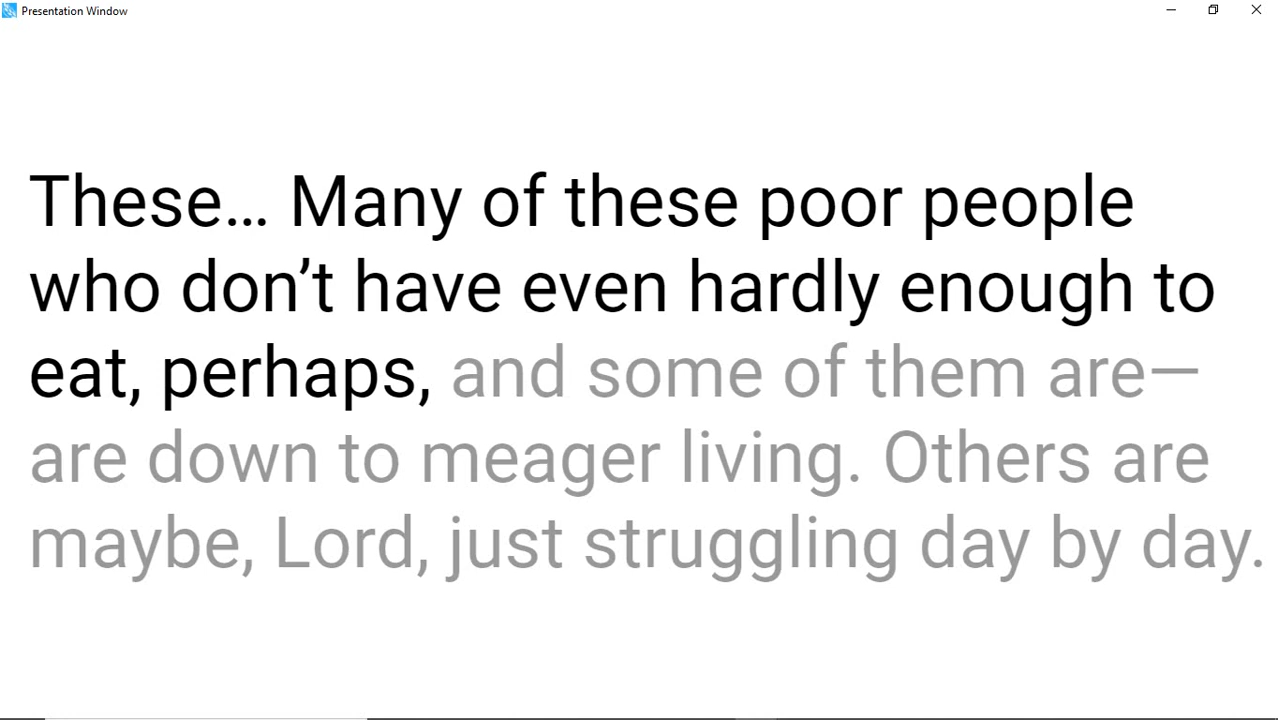 Presentation Window
These… Many of these poor people
who don’t have even hardly enough to
eat, perhaps, and some of them are—
are down to meager living. Others are
maybe, Lord, just struggling day by day.